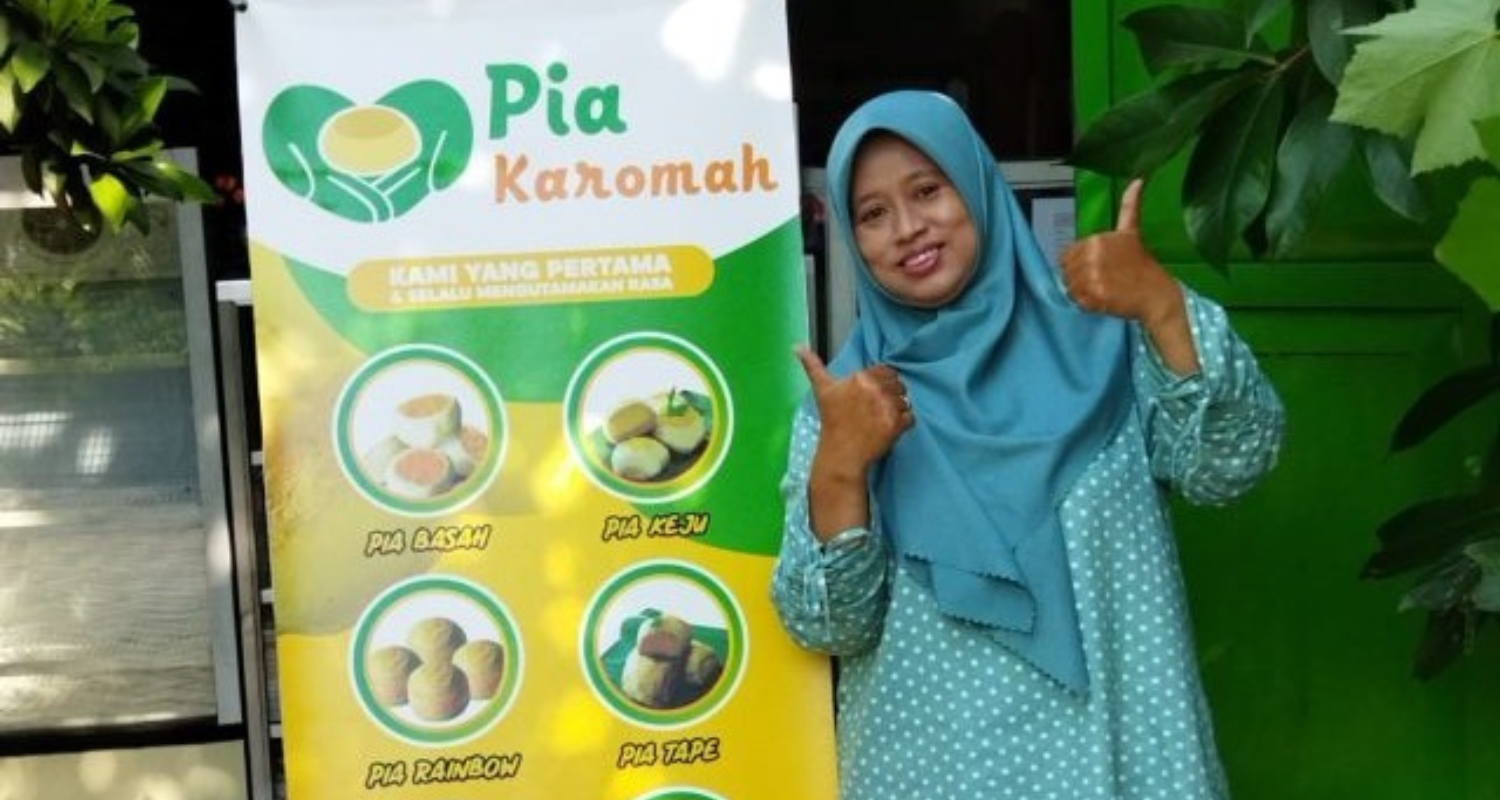 Pia
Karomah
KAMI YANG PERTAMA
& SELALU MENGUTAMAKAN RASA
PIA BASAH
PIA KEJU
PIA RAINBOW
PIA TAPE